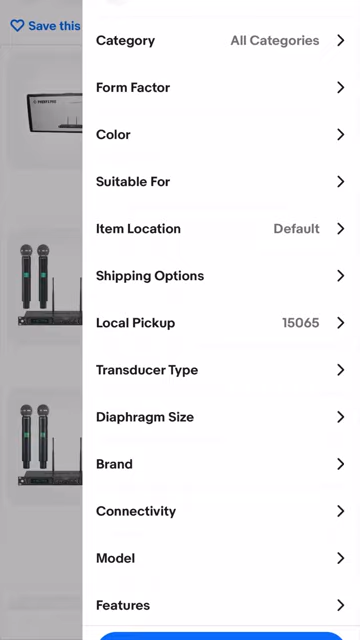 Save this
Category All Categories
Form Factor
Color
Suitable For
Item Location Default
Shipping Options
Local Pickup 15065
Transducer Type
Diaphragm Size
Brand
Connectivity
Model
Features